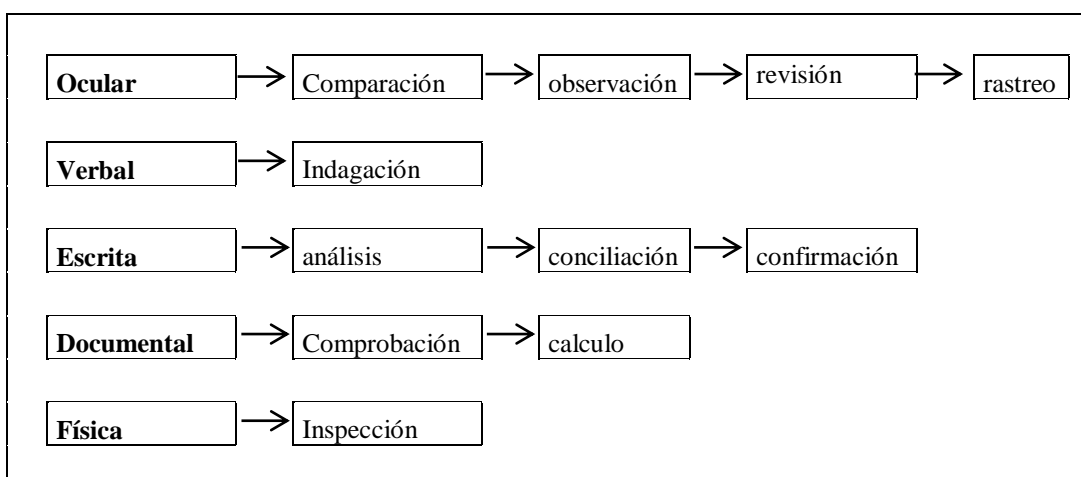 Ocular Comparación observación revisión rastreo
Verbal Indagación
Escrita análisis conciliación confirmación
Documental Comprobación calculo
Física Inspección